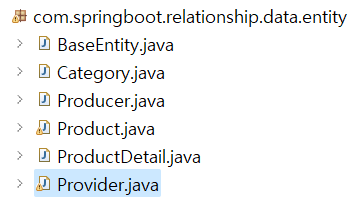 com.springboot.relationship.data.entity
BaseEntity.java
Category.java
Producer.java
Product.java
ProductDetail.java
Provider.java